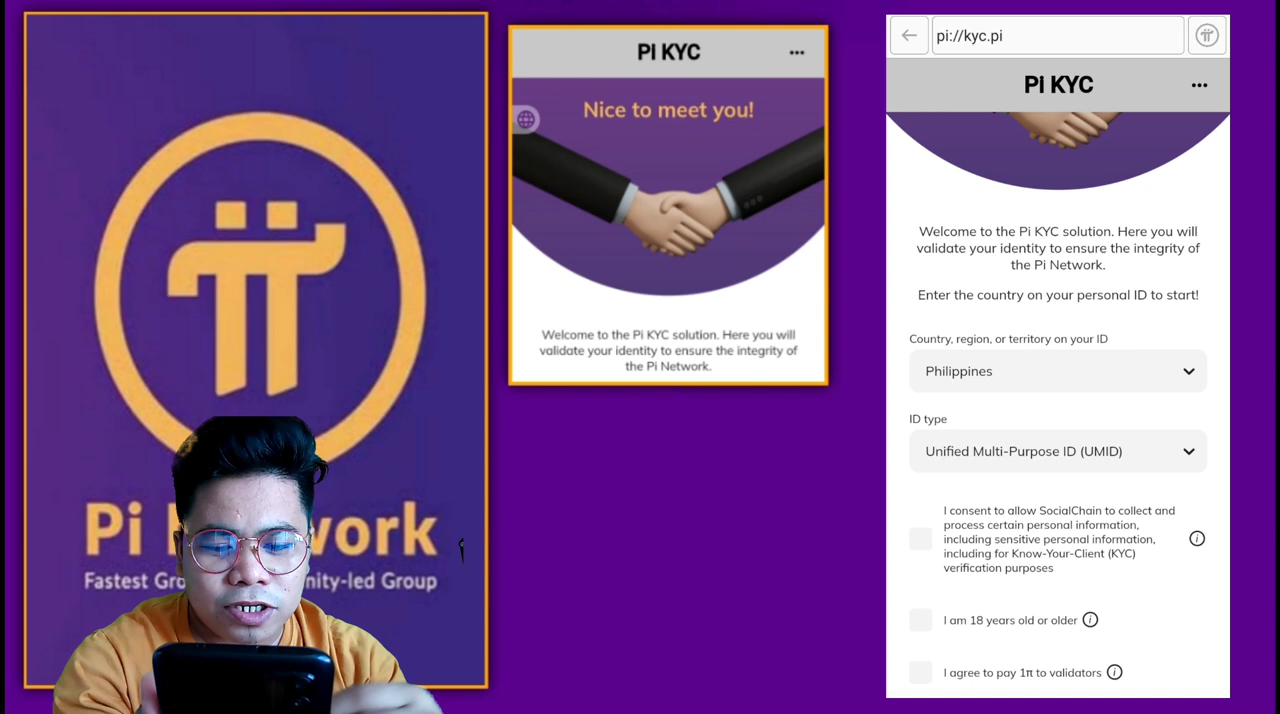 Pi Network
Fastest Gro nity-led Group
Pi KYC
Nice to meet you!
Welcome to the Pi KYC solution. Here you will
validate your identity to ensure the integrity of
the Pi Network.
pi://kyc.pi
Pi KYC
Welcome to the Pi KYC solution. Here you will
validate your identity to ensure the integrity of
the Pi Network.
Enter the country on your personal ID to start!
Country, region, or territory on your ID
Philippines
ID type
Unified Multi-Purpose ID (UMID)
I consent to allow SocialChain to collect and
process certain personal information,
including sensitive personal information,
including for Know-Your-Client (KYC)
verification purposes
I am 18 years old or older
I agree to pay 1π to validators